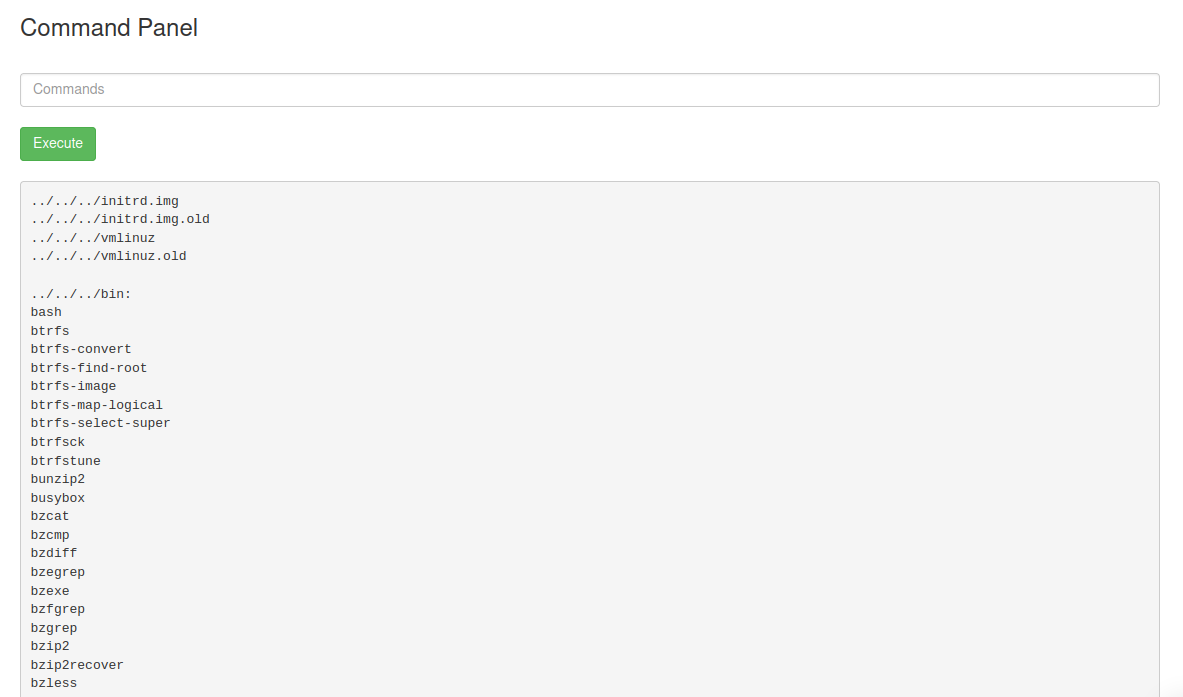 Command Panel
Commands
Execute
../../../initrd.img
../../../initrd.img.old
../../../vmlinuz
../../../vmlinuz.old
../../../bin:
bash
btrfs
btrfs-convert
btrfs-find-root
btrfs-image
btrfs-map-logical
btrfs-select-super
btrfsck
btrfstune
bunzip2
busybox
bzcat
bzcmp
bzdiff
bzegrep
bzexe
bzfgrep
bzgrep
bzip2
bzip2recover
bzless